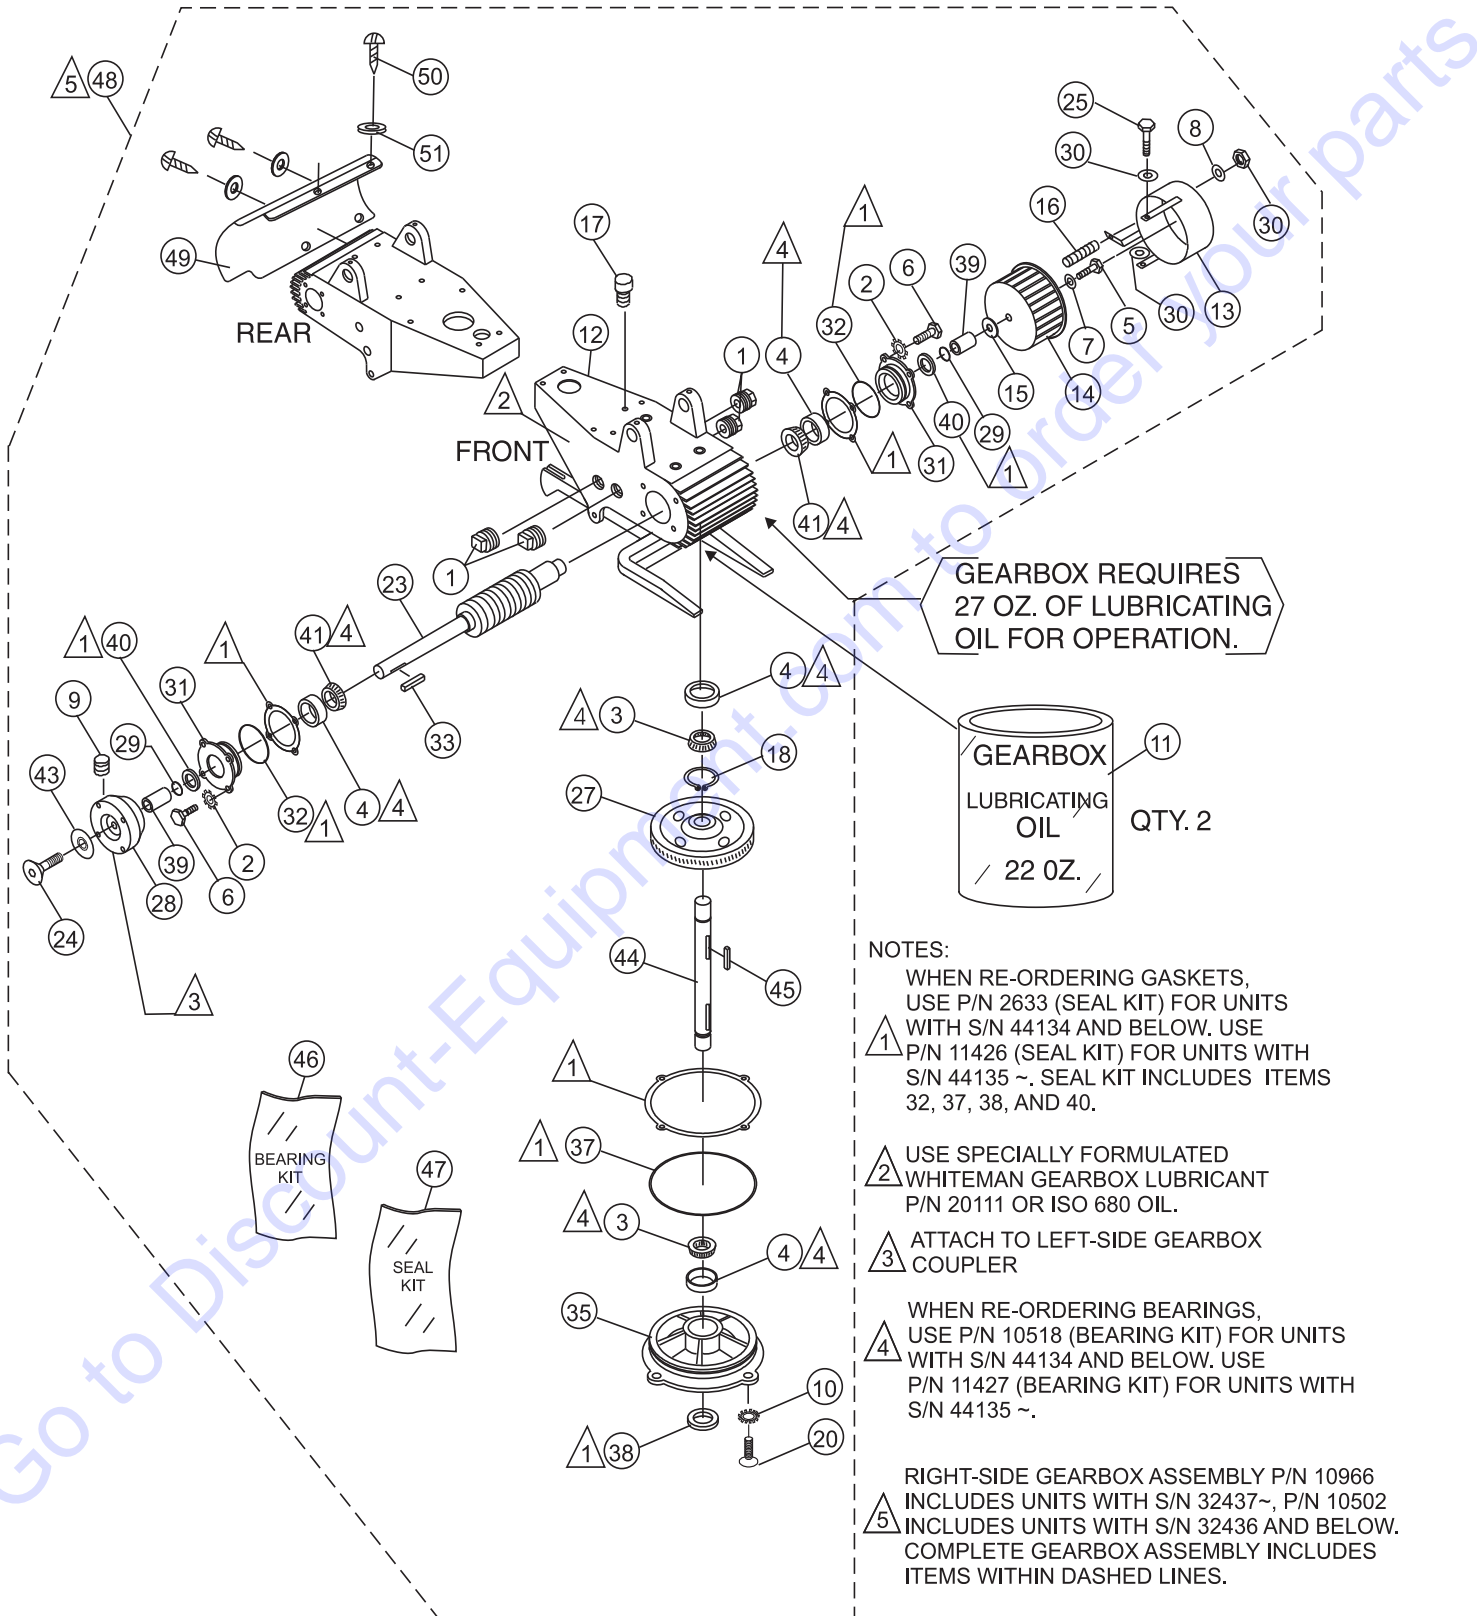 5 48
50
51
49
REAR
17
12
2
FRONT
1
1
25
30
8
30
16
13
30
5
7
14
15
39
6
2
1
32
4
4
40
29
31
1
1
41 4
23
33
41 4
1
1 40
31
9
29
43
32 1
4 4
2
39
6
28
24
3
4 4
4 3
18
27
44
45
1
1 37
4 3
4 4
35
10
20
1 38
46
BEARING
KIT
47
SEAL
KIT
GEARBOX REQUIRES
27 OZ. OF LUBRICATING
OIL FOR OPERATION.
GEARBOX
LUBRICATING
OIL
22 OZ.
11
QTY. 2
NOTES:
WHEN RE-ORDERING GASKETS,
USE P/N 2633 (SEAL KIT) FOR UNITS
1 WITH S/N 44134 AND BELOW. USE
P/N 11426 (SEAL KIT) FOR UNITS WITH
S/N 44135 ~. SEAL KIT INCLUDES ITEMS
32, 37, 38, AND 40.
USE SPECIALLY FORMULATED
2 WHITEMAN GEARBOX LUBRICANT
P/N 20111 OR ISO 680 OIL.
3 ATTACH TO LEFT-SIDE GEARBOX
COUPLER
WHEN RE-ORDERING BEARINGS,
USE P/N 10518 (BEARING KIT) FOR UNITS
4 WITH S/N 44134 AND BELOW. USE
P/N 11427 (BEARING KIT) FOR UNITS WITH
S/N 44135 ~.
RIGHT-SIDE GEARBOX ASSEMBLY P/N 10966
5 INCLUDES UNITS WITH S/N 32437~, P/N 10502
INCLUDES UNITS WITH S/N 32436 AND BELOW.
COMPLETE GEARBOX ASSEMBLY INCLUDES
ITEMS WITHIN DASHED LINES.
Go to Discount-Equipment.com to order your parts